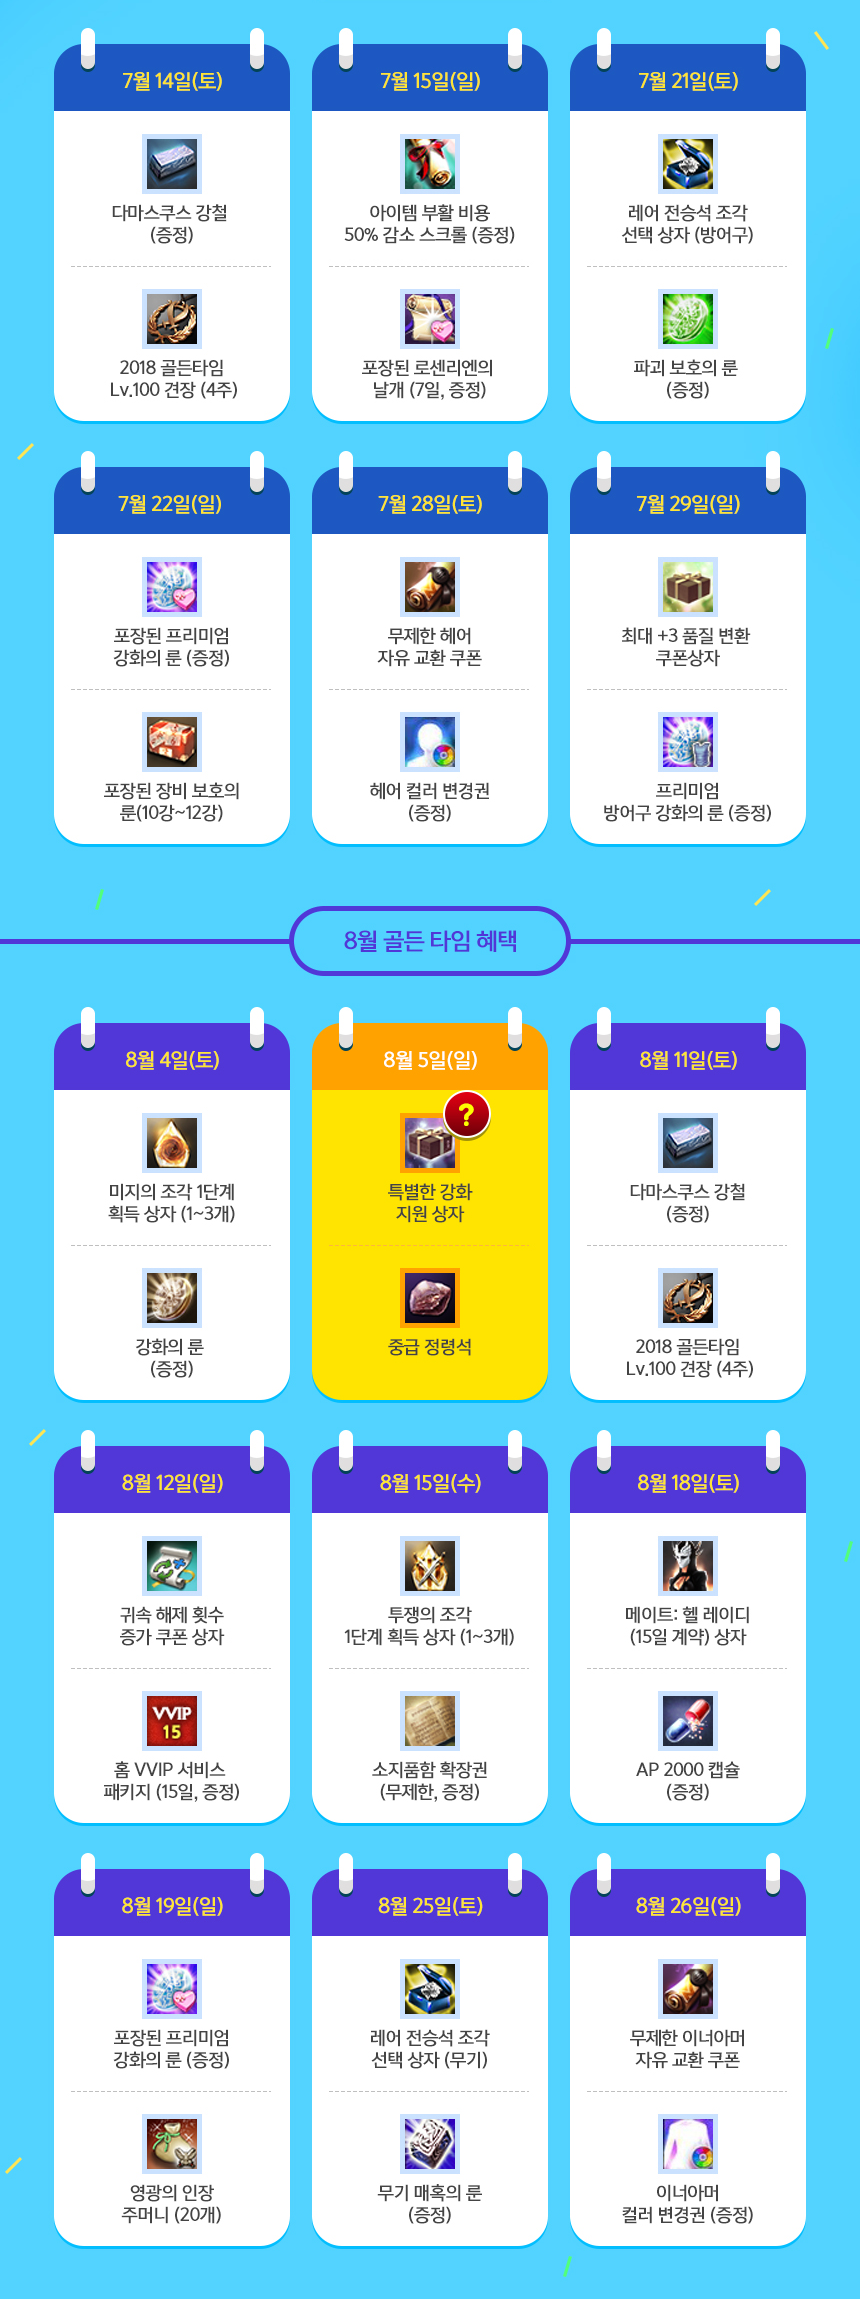 7월 14일(토)
다마스쿠스 강철
(증정)
2018 골든타임
Lv.100 견장 (4주)
7월 15일(일)
아이템 부활 비용
50% 감소 스크롤 (증정)
포장된 로센리엔의
날개 (7일, 증정)
7월 21일(토)
레어 전승석 조각
선택 상자 (방어구)
파괴 보호의 룬
(증정)
7월 22일(일)
포장된 프리미엄
강화의 룬 (증정)
포장된 장비 보호의
룬(10강~12강)
7월 28일(토)
무제한 헤어
자유 교환 쿠폰
헤어 컬러 변경권
(증정)
7월 29일(일)
최대 +3 품질 변환
쿠폰상자
프리미엄
방어구 강화의 룬 (증정)
8월 골든 타임 혜택
8월 4일(토)
미지의 조각 1단계
획득 상자 (1~3개)
강화의 룬
(증정)
8월 5일(일)
?
특별한 강화
지원 상자
중급 정령석
8월 11일(토)
다마스쿠스 강철
(증정)
2018 골든타임
Lv.100 견장 (4주)
8월 12일(일)
귀속 해제 횟수
증가 쿠폰 상자
VVIP
15
홈 VVIP 서비스
패키지 (15일, 증정)
8월 15일(수)
투쟁의 조각
1단계 획득 상자 (1~3개)
소지품함 확장권
(무제한, 증정)
8월 18일(토)
메이트: 헬 레이디
(15일 계약) 상자
AP 2000 캡슐
(증정)
8월 19일(일)
포장된 프리미엄
강화의 룬 (증정)
영광의 인장
주머니 (20개)
8월 25일(토)
레어 전승석 조각
선택 상자 (무기)
무기 매혹의 룬
(증정)
8월 26일(일)
무제한 이너아머
자유 교환 쿠폰
이너아머
컬러 변경권 (증정)